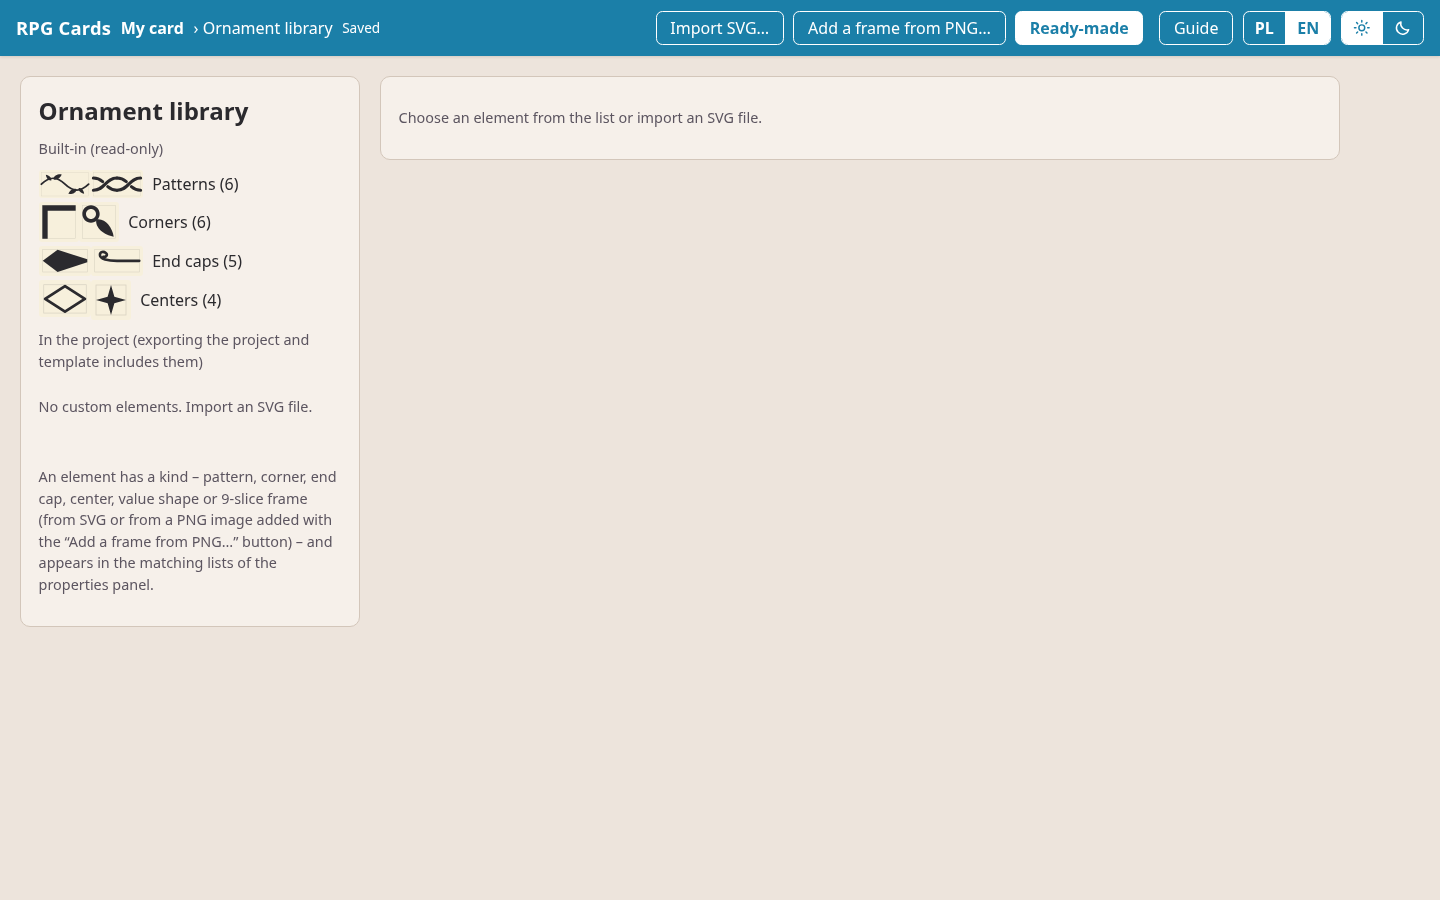 RPG Cards My card › Ornament library Saved Import SVG... Add a frame from PNG... Ready-made Guide PL EN
Ornament library
Built-in (read-only)
Patterns (6)
Corners (6)
End caps (5)
Centers (4)
In the project (exporting the project and
template includes them)
No custom elements. Import an SVG file.
An element has a kind – pattern, corner, end
cap, center, value shape or 9-slice frame
(from SVG or from a PNG image added with
the “Add a frame from PNG...” button) – and
appears in the matching lists of the
properties panel.
Choose an element from the list or import an SVG file.